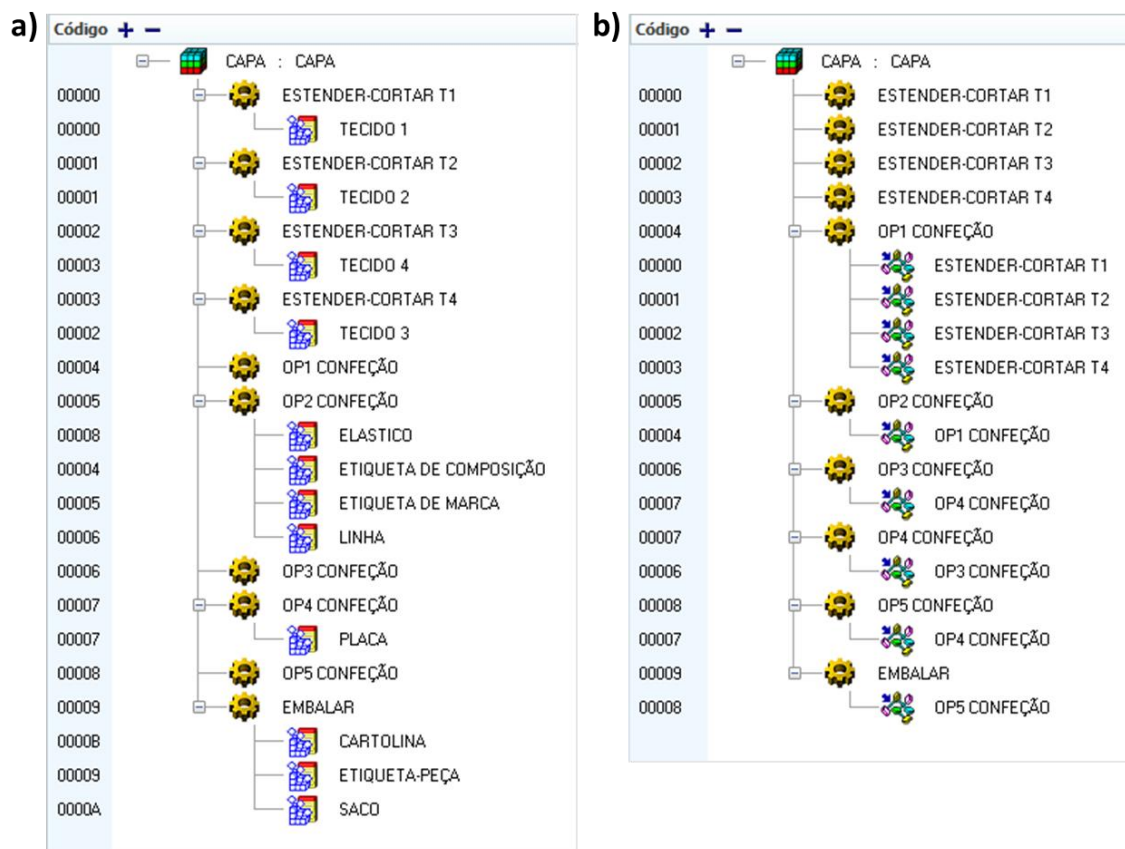 a)
Código + −
CAPA : CAPA
00000 ESTENDER-CORTAR T1
00000 TECIDO 1
00001 ESTENDER-CORTAR T2
00001 TECIDO 2
00002 ESTENDER-CORTAR T3
00003 TECIDO 4
00003 ESTENDER-CORTAR T4
00002 TECIDO 3
00004 OP1 CONFEÇÃO
00005 OP2 CONFEÇÃO
00008 ELASTICO
00004 ETIQUETA DE COMPOSIÇÃO
00005 ETIQUETA DE MARCA
00006 LINHA
00006 OP3 CONFEÇÃO
00007 OP4 CONFEÇÃO
00007 PLACA
00008 OP5 CONFEÇÃO
00009 EMBALAR
0000B CARTOLINA
00009 ETIQUETA-PEÇA
0000A SACO
b)
Código + −
CAPA : CAPA
00000 ESTENDER-CORTAR T1
00001 ESTENDER-CORTAR T2
00002 ESTENDER-CORTAR T3
00003 ESTENDER-CORTAR T4
00004 OP1 CONFEÇÃO
00000 ESTENDER-CORTAR T1
00001 ESTENDER-CORTAR T2
00002 ESTENDER-CORTAR T3
00003 ESTENDER-CORTAR T4
00005 OP2 CONFEÇÃO
00004 OP1 CONFEÇÃO
00006 OP3 CONFEÇÃO
00007 OP4 CONFEÇÃO
00007 OP4 CONFEÇÃO
00006 OP3 CONFEÇÃO
00008 OP5 CONFEÇÃO
00007 OP4 CONFEÇÃO
00009 EMBALAR
00008 OP5 CONFEÇÃO